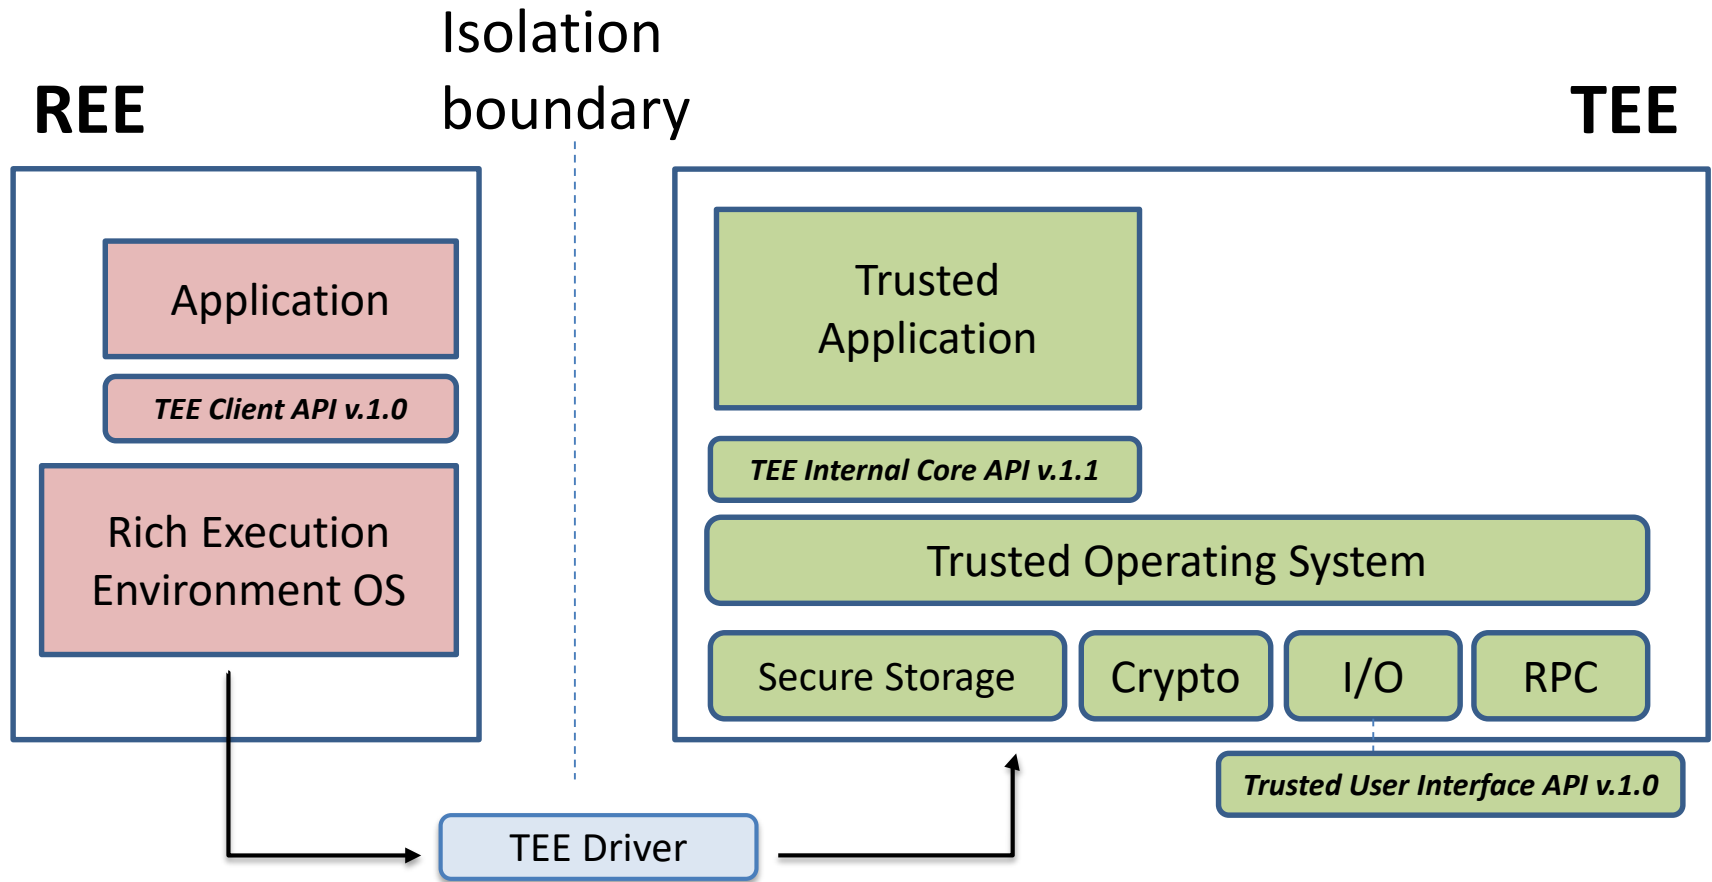 Isolation
boundary
REE
TEE
Application
TEE Client API v.1.0
Rich Execution
Environment OS
Trusted
Application
TEE Internal Core API v.1.1
Trusted Operating System
Secure Storage
Crypto
I/O
RPC
Trusted User Interface API v.1.0
TEE Driver